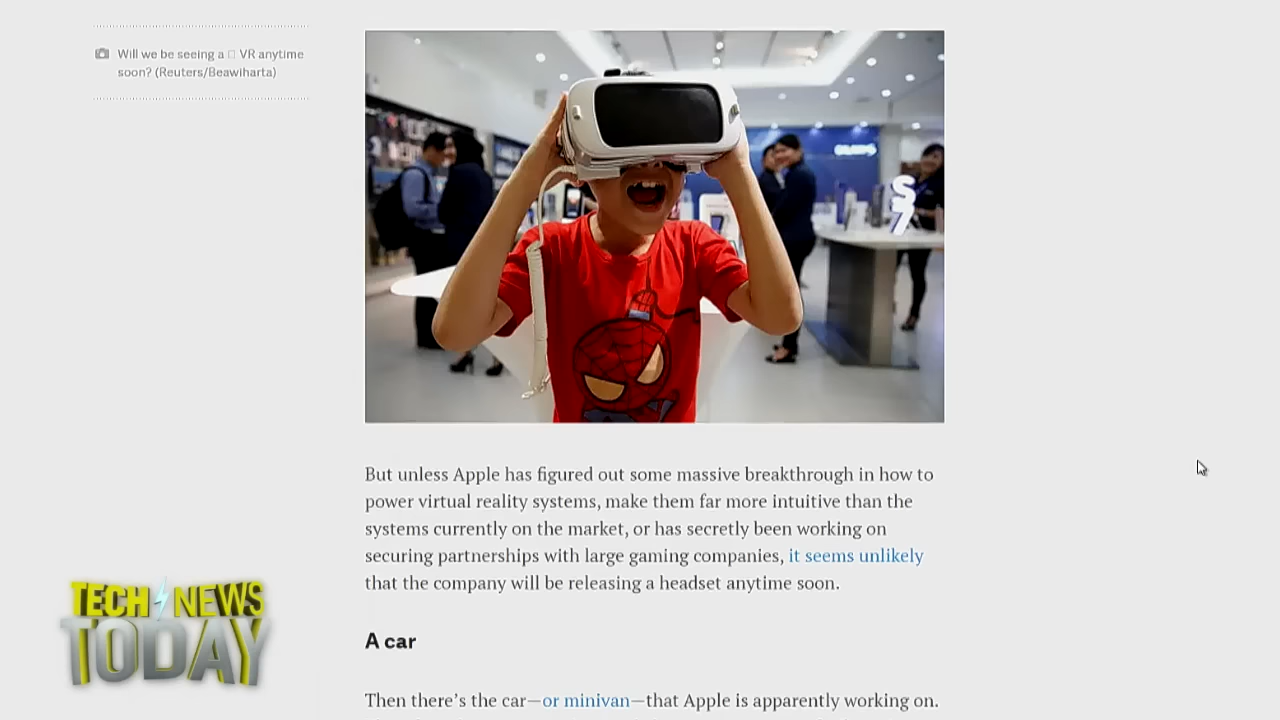 Will we be seeing a  VR anytime
soon? (Reuters/Beawiharta)
S
7
But unless Apple has figured out some massive breakthrough in how to
power virtual reality systems, make them far more intuitive than the
systems currently on the market, or has secretly been working on
securing partnerships with large gaming companies, it seems unlikely
that the company will be releasing a headset anytime soon.
TECH NEWS
TODAY
A car
Then there’s the car—or minivan—that Apple is apparently working on.